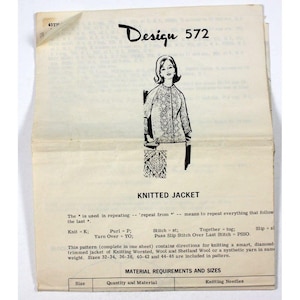 Design 572
KNITTED JACKET
The * is used in repeating -- "repeat from *" -- means to repeat everything that follow
the last *.
Knit - K; Purl - P; Stitch - st; Together - tog; Slip - s
Yarn Over - YO; Pass Slip Stitch Over Last Stitch - PSSO.
This pattern (complete in one sheet) contains directions for knitting a smart, diamond
trimmed jacket of Knitting Worsted, Wool and Shetland Wool or a synthetic yarn in same
weight. Sizes 32-34, 36-38, 40-42 and 44-46 are included in pattern.
MATERIAL REQUIREMENTS AND SIZES
Size Quantity and Material Knitting Needles